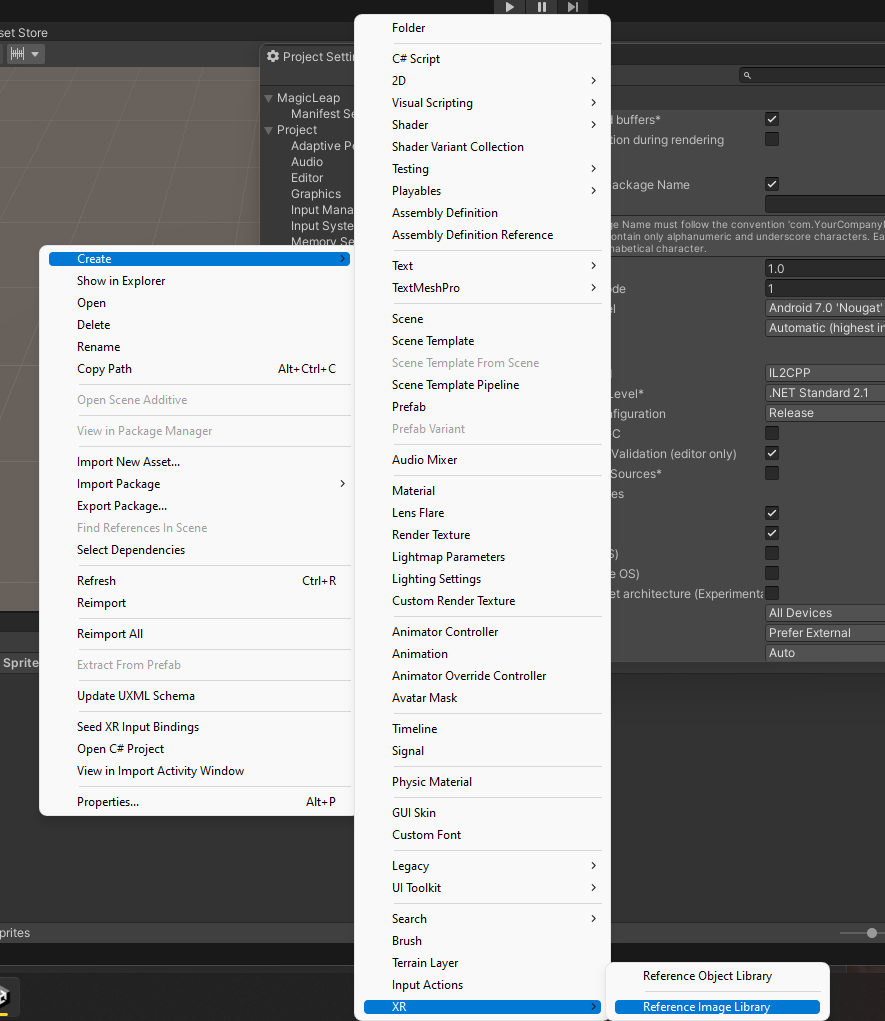 set Store
Project Settin
MagicLeap
Manifest Se
Project
Adaptive Pe
Audio
Editor
Graphics
Input Mana
Input Syste
Memory Se
Create
Show in Explorer
Open
Delete
Rename
Copy Path Alt+Ctrl+C
Open Scene Additive
View in Package Manager
Import New Asset...
Import Package
Export Package...
Find References In Scene
Select Dependencies
Refresh Ctrl+R
Reimport
Reimport All
Extract From Prefab
Update UXML Schema
Seed XR Input Bindings
Open C# Project
View in Import Activity Window
Properties... Alt+P
Sprite
prites
Folder
C# Script
2D
Visual Scripting
Shader
Shader Variant Collection
Testing
Playables
Assembly Definition
Assembly Definition Reference
Text
TextMeshPro
Scene
Scene Template
Scene Template From Scene
Scene Template Pipeline
Prefab
Prefab Variant
Audio Mixer
Material
Lens Flare
Render Texture
Lightmap Parameters
Lighting Settings
Custom Render Texture
Animator Controller
Animation
Animator Override Controller
Avatar Mask
Timeline
Signal
Physic Material
GUI Skin
Custom Font
Legacy
UI Toolkit
Search
Brush
Terrain Layer
Input Actions
XR
Reference Object Library
Reference Image Library
d buffers*
tion during rendering
ackage Name
ge Name must follow the convention 'com.YourCompanyN
ontain only alphanumeric and underscore characters. Ea
habetical character.
1.0
ode 1
el Android 7.0 'Nougat'
Automatic (highest in
IL2CPP
Level* .NET Standard 2.1
nfiguration Release
C
Validation (editor only)
Sources*
es
S)
e OS)
et architecture (Experimenta
All Devices
Prefer External
Auto